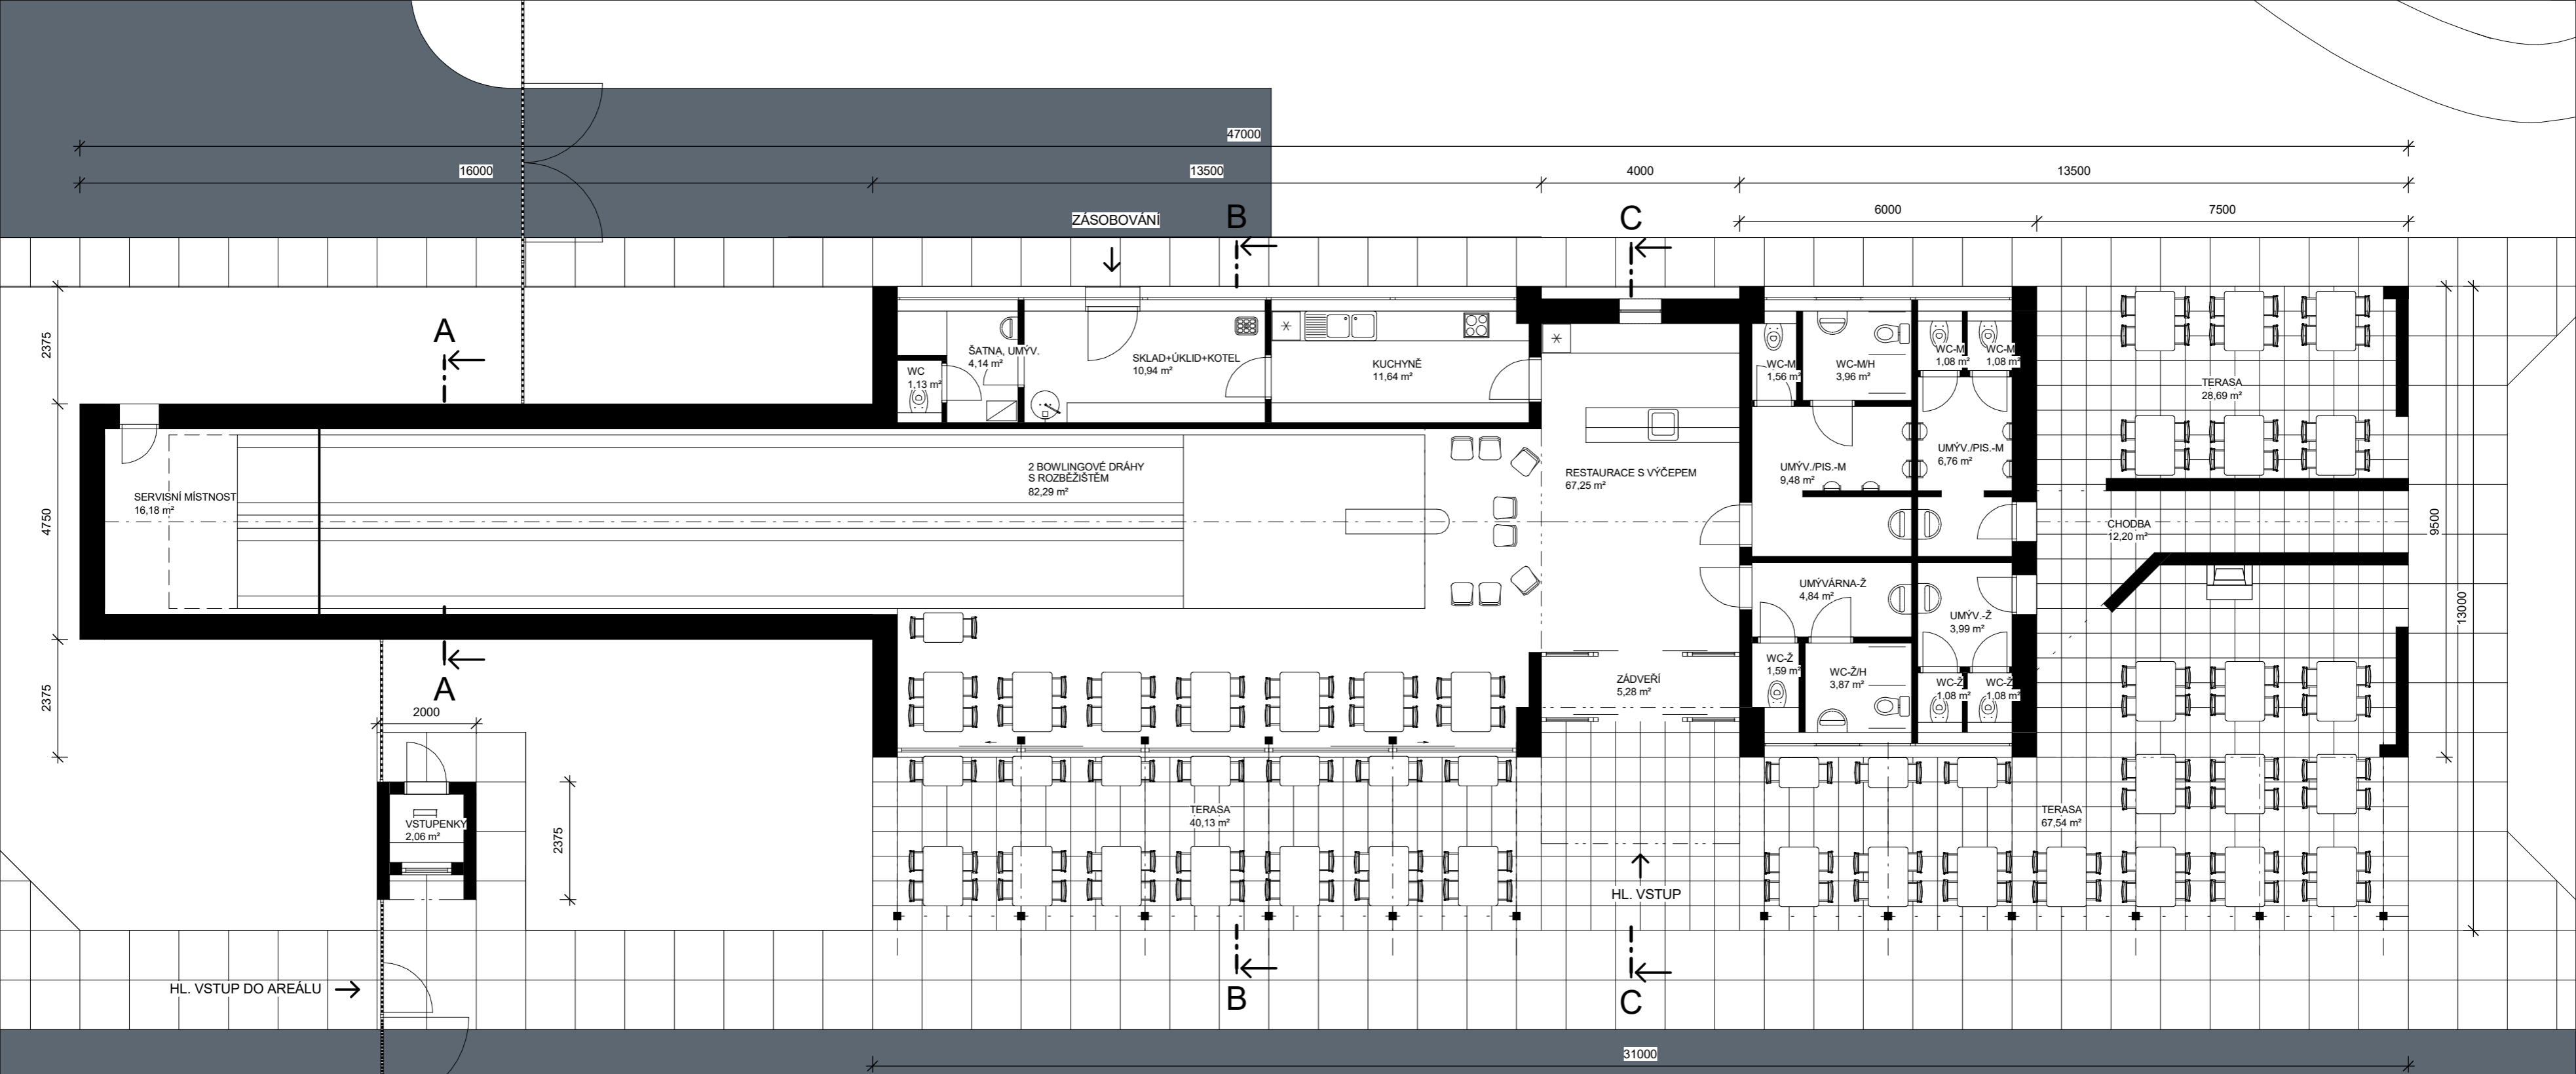 47000
16000
13500
4000
13500
6000
7500
ZÁSOBOVÁNÍ
B
C
A
2375
4750
2375
ŠATNA, UMÝV.
4,14 m²
WC
1,13 m²
SKLAD+ÚKLID+KOTEL
10,94 m²
KUCHYNĚ
11,64 m²
WC-M
1,56 m²
WC-M/H
3,96 m²
WC-M
1,08 m²
WC-M
1,08 m²
TERASA
28,69 m²
2 BOWLINGOVÉ DRÁHY
S ROZBĚŽIŠTĚM
82,29 m²
SERVISNÍ MÍSTNOST
16,18 m²
RESTAURACE S VÝČEPEM
67,25 m²
UMÝV./PIS.-M
9,48 m²
UMÝV./PIS.-M
6,76 m²
CHODBA
12,20 m²
9500
13000
UMÝVÁRNA-Ž
4,84 m²
UMÝV.-Ž
3,99 m²
WC-Ž
1,59 m²
WC-Ž/H
3,87 m²
WC-Ž
1,08 m²
WC-Ž
1,08 m²
ZÁDVEŘÍ
5,28 m²
A
2000
2375
VSTUPENKY
2,06 m²
TERASA
40,13 m²
TERASA
67,54 m²
HL. VSTUP
HL. VSTUP DO AREÁLU
B
C
31000